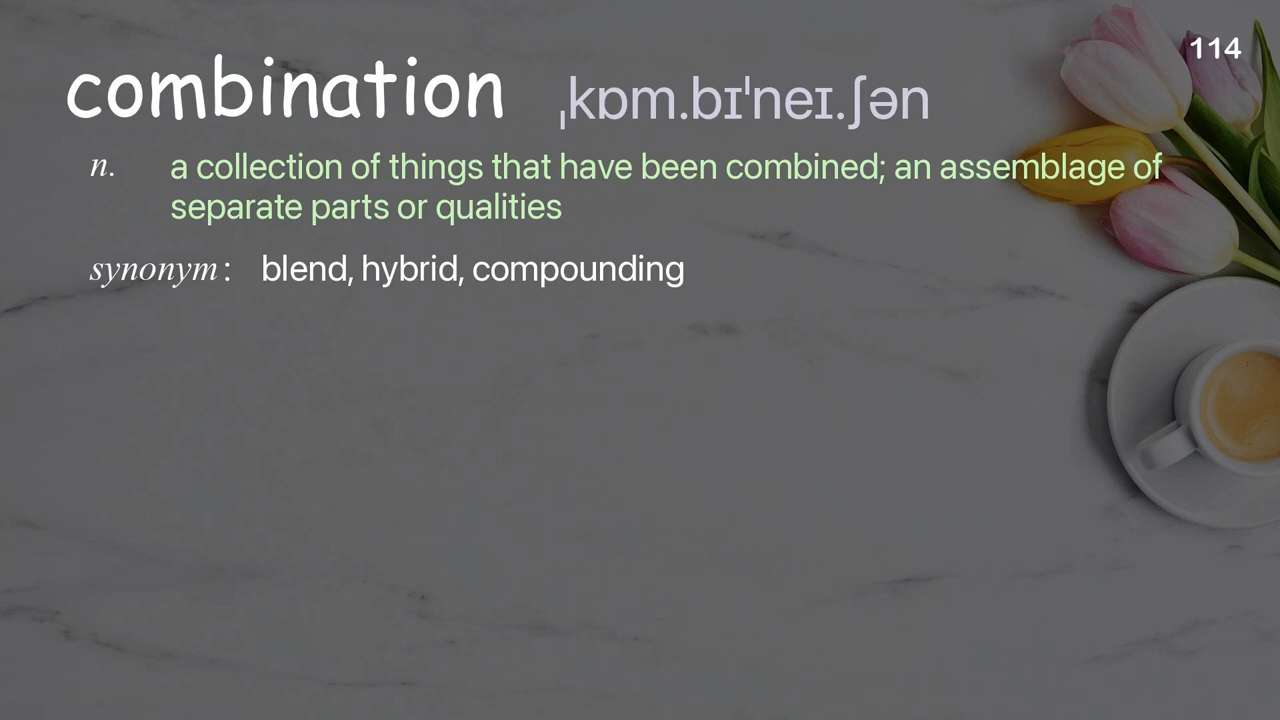 114
combination ˌkɒm.bɪˈneɪ.ʃən
n. a collection of things that have been combined; an assemblage of
separate parts or qualities
synonym: blend, hybrid, compounding